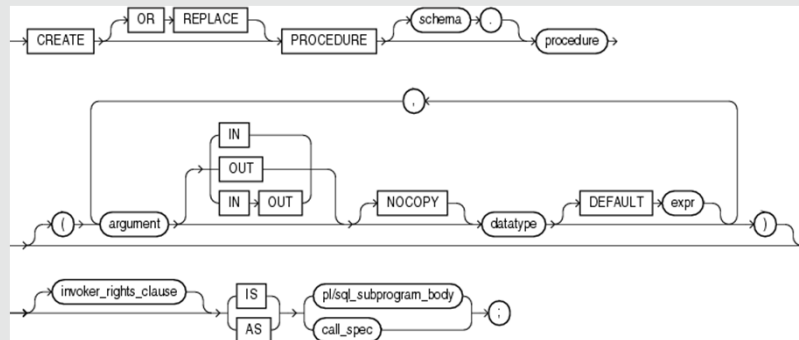 OR REPLACE schema .
CREATE PROCEDURE procedure
,
IN
OUT
IN OUT NOCOPY DEFAULT expr
( argument datatype )
invoker_rights_clause IS pl/sql_subprogram_body
;
AS call_spec